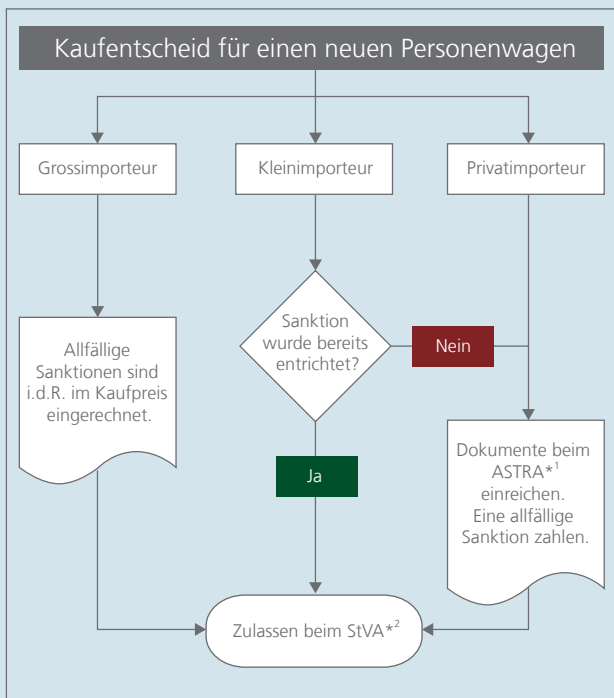 Kaufentscheid für einen neuen Personenwagen
Grossimporteur
Kleinimporteur
Privatimporteur
Sanktion
wurde bereits
entrichtet?
Nein
Allfällige
Sanktionen sind
i.d.R. im Kaufpreis
eingerechnet.
Ja
Dokumente beim
ASTRA*¹
einreichen.
Eine allfällige
Sanktion zahlen.
Zulassen beim StVA*²